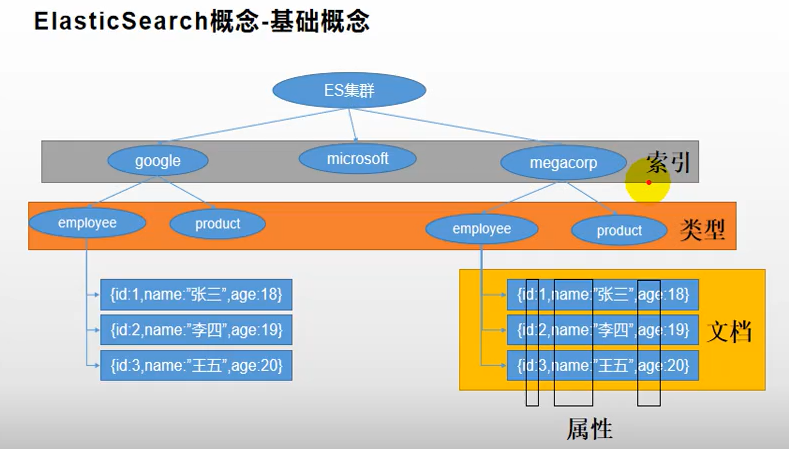 ElasticSearch概念-基础概念
ES集群
google
microsoft
megacorp
索引
employee
product
employee
product
类型
{id:1,name:"张三",age:18}
{id:2,name:"李四",age:19}
{id:3,name:"王五",age:20}
{id:1,name:"张三",age:18}
{id:2,name:"李四",age:19}
{id:3,name:"王五",age:20}
文档
属性